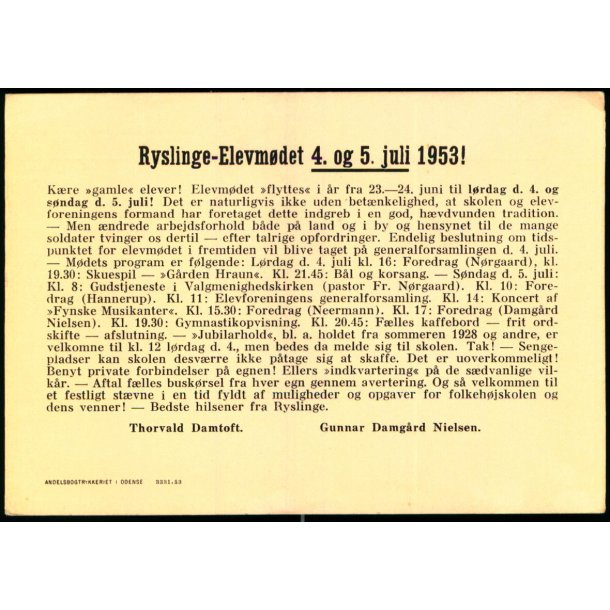 Ryslinge-Elevmødet 4. og 5. juli 1953!
Kære »gamle« elever! Elevmødet »flyttes« i år fra 23.—24. juni til lørdag d. 4. og
søndag d. 5. juli! Det er naturligvis ikke uden betænkelighed, at skolen og elev-
foreningens formand har foretaget dette indgreb i en god, hævdvunden tradition.
— Men ændrede arbejdsforhold både på land og i by og hensynet til de mange
soldater tvinger os dertil — efter talrige opfordringer. Endelig beslutning om tids-
punktet for elevmødet i fremtiden vil blive taget på generalforsamlingen d. 4. juli.
— Mødets program er følgende: Lørdag d. 4. juli kl. 16: Foredrag (Nørgaard), kl.
19.30: Skuespil — »Gården Hraun«. Kl. 21.45: Bål og korsang. — Søndag d. 5. juli:
Kl. 8: Gudstjeneste i Valgmenighedskirken (pastor Fr. Nørgaard). Kl. 10: Fore-
drag (Hannerup). Kl. 11: Elevforeningens generalforsamling. Kl. 14: Koncert af
»Fynske Musikanter«. Kl. 15.30: Foredrag (Neermann). Kl. 17: Foredrag (Damgård
Nielsen). Kl. 19.30: Gymnastikopvisning. Kl. 20.45: Fælles kaffebord — frit ord-
skifte — afslutning. — »Jubilarhold«, bl. a. holdet fra sommeren 1928 og andre, er
velkomne til kl. 12 lørdag d. 4., men bedes da melde sig til skolen. Tak! — Senge-
pladser kan skolen desværre ikke påtage sig at skaffe. Det er uoverkommeligt!
Benyt private forbindelser på egnen! Ellers »indkvartering« på de sædvanlige vil-
kår. — Aftal fælles buskørsel fra hver egn gennem avertering. Og så velkommen til
et festligt stævne i en tid fyldt af muligheder og opgaver for folkehøjskolen og
dens venner! — Bedste hilsener fra Ryslinge.
Thorvald Damtoft. Gunnar Damgård Nielsen.
ANDELSBOGTRYKKERIET I ODENSE 3331.53